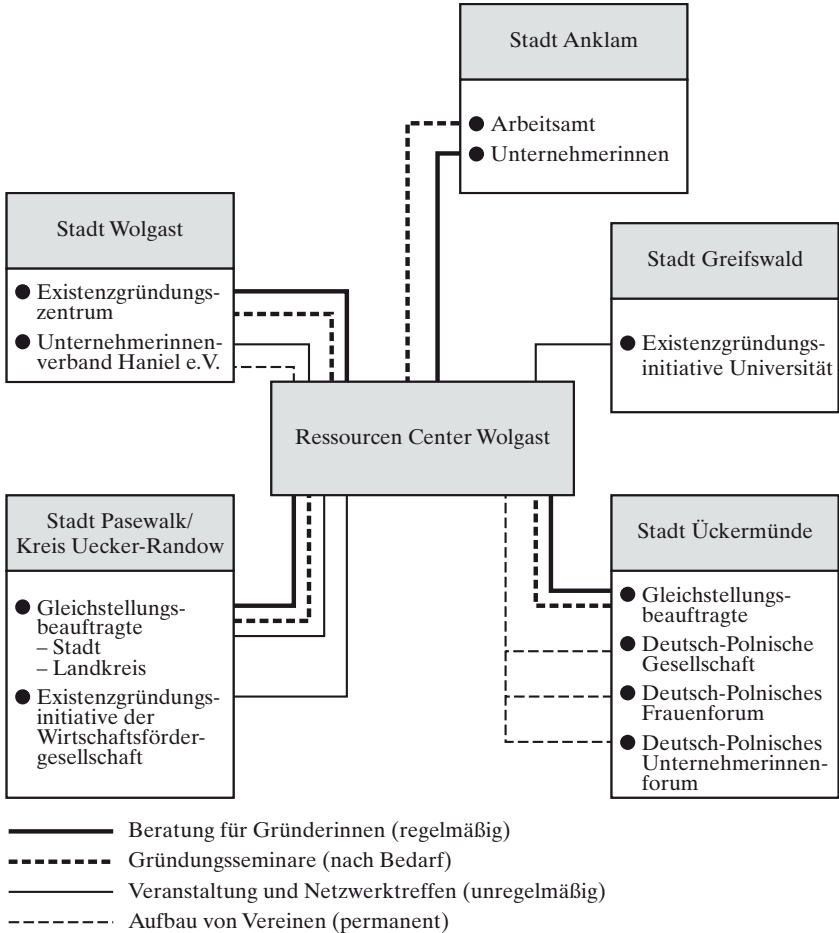 Stadt Anklam
● Arbeitsamt
● Unternehmerinnen
Stadt Wolgast
● Existenzgründungs-
zentrum
● Unternehmerinnen-
verband Haniel e.V.
Stadt Greifswald
● Existenzgründungs-
initiative Universität
Ressourcen Center Wolgast
Stadt Pasewalk/
Kreis Uecker-Randow
● Gleichstellungs-
beauftragte
– Stadt
– Landkreis
● Existenzgründungs-
initiative der
Wirtschaftsförder-
gesellschaft
Stadt Ückermünde
● Gleichstellungs-
beauftragte
● Deutsch-Polnische
Gesellschaft
● Deutsch-Polnisches
Frauenforum
● Deutsch-Polnisches
Unternehmerinnen-
forum
Beratung für Gründerinnen (regelmäßig)
Gründungsseminare (nach Bedarf)
Veranstaltung und Netzwerktreffen (unregelmäßig)
Aufbau von Vereinen (permanent)